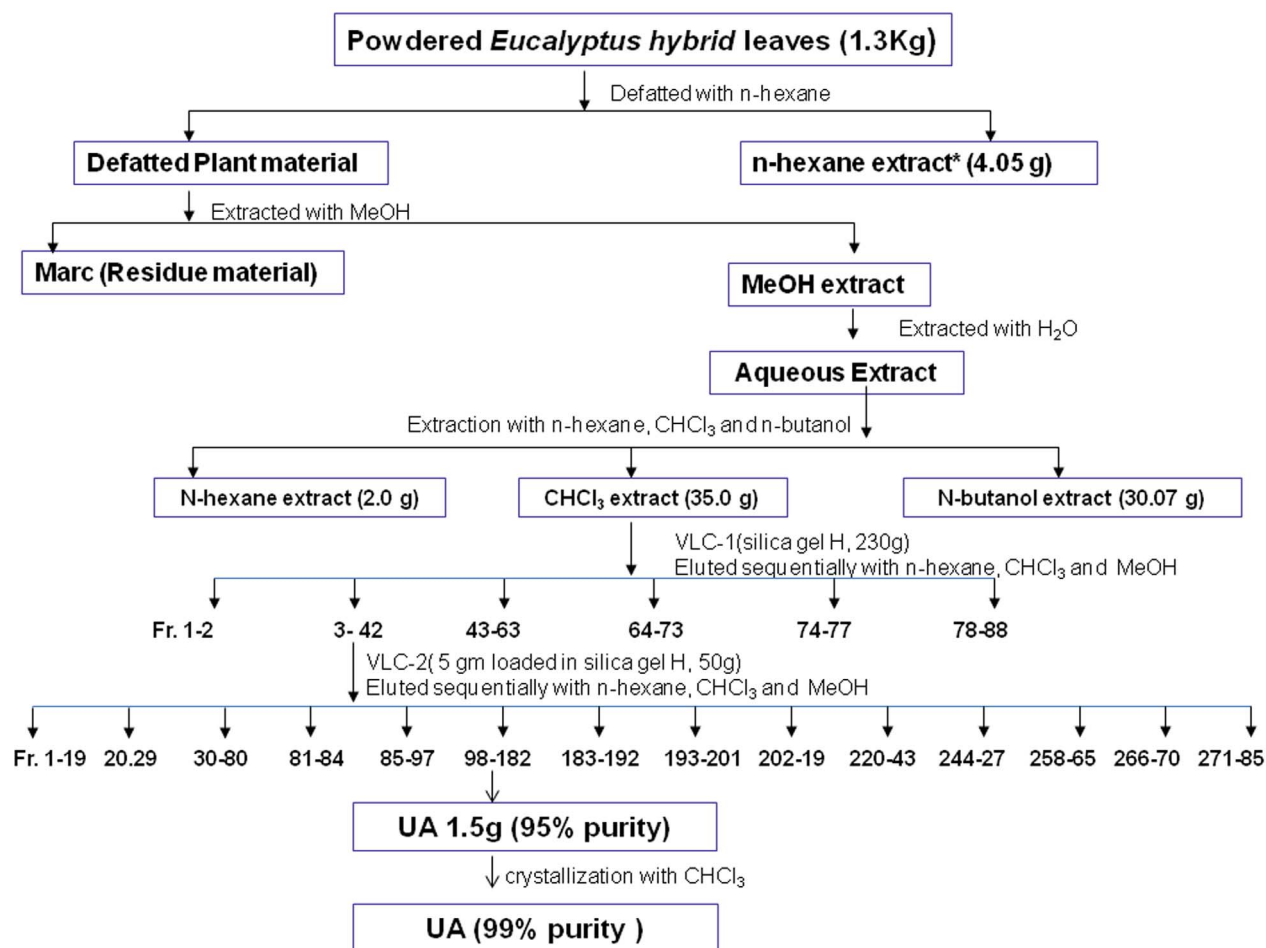 Powdered Eucalyptus hybrid leaves (1.3Kg)
Defatted with n-hexane
Defatted Plant material
n-hexane extract* (4.05 g)
Extracted with MeOH
Marc (Residue material)
MeOH extract
Extracted with H₂O
Aqueous Extract
Extraction with n-hexane, CHCl₃ and n-butanol
N-hexane extract (2.0 g)
CHCl₃ extract (35.0 g)
N-butanol extract (30.07 g)
VLC-1(silica gel H, 230g)
Eluted sequentially with n-hexane, CHCl₃ and MeOH
Fr. 1-2 3- 42 43-63 64-73 74-77 78-88
VLC-2( 5 gm loaded in silica gel H, 50g)
Eluted sequentially with n-hexane, CHCl₃ and MeOH
Fr. 1-19 20.29 30-80 81-84 85-97 98-182 183-192 193-201 202-19 220-43 244-27 258-65 266-70 271-85
UA 1.5g (95% purity)
crystallization with CHCl₃
UA (99% purity )